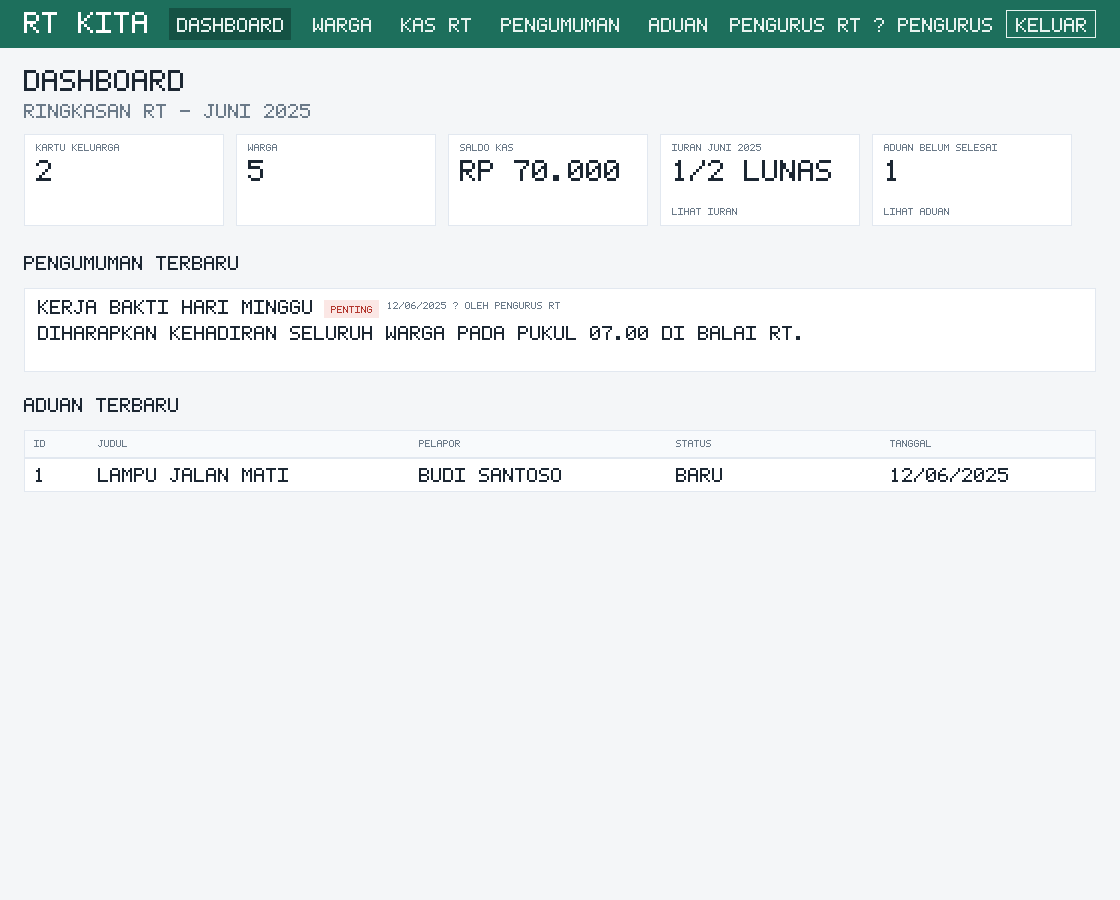 RT KITA DASHBOARD WARGA KAS RT PENGUMUMAN ADUAN PENGURUS RT ? PENGURUS KELUAR
DASHBOARD
RINGKASAN RT - JUNI 2025
KARTU KELUARGA WARGA SALDO KAS IURAN JUNI 2025 ADUAN BELUM SELESAI
2 5 RP 70.000 1/2 LUNAS 1
LIHAT IURAN LIHAT ADUAN
PENGUMUMAN TERBARU
KERJA BAKTI HARI MINGGU PENTING 12/06/2025 ? OLEH PENGURUS RT
DIHARAPKAN KEHADIRAN SELURUH WARGA PADA PUKUL 07.00 DI BALAI RT.
ADUAN TERBARU
ID JUDUL PELAPOR STATUS TANGGAL
1 LAMPU JALAN MATI BUDI SANTOSO BARU 12/06/2025